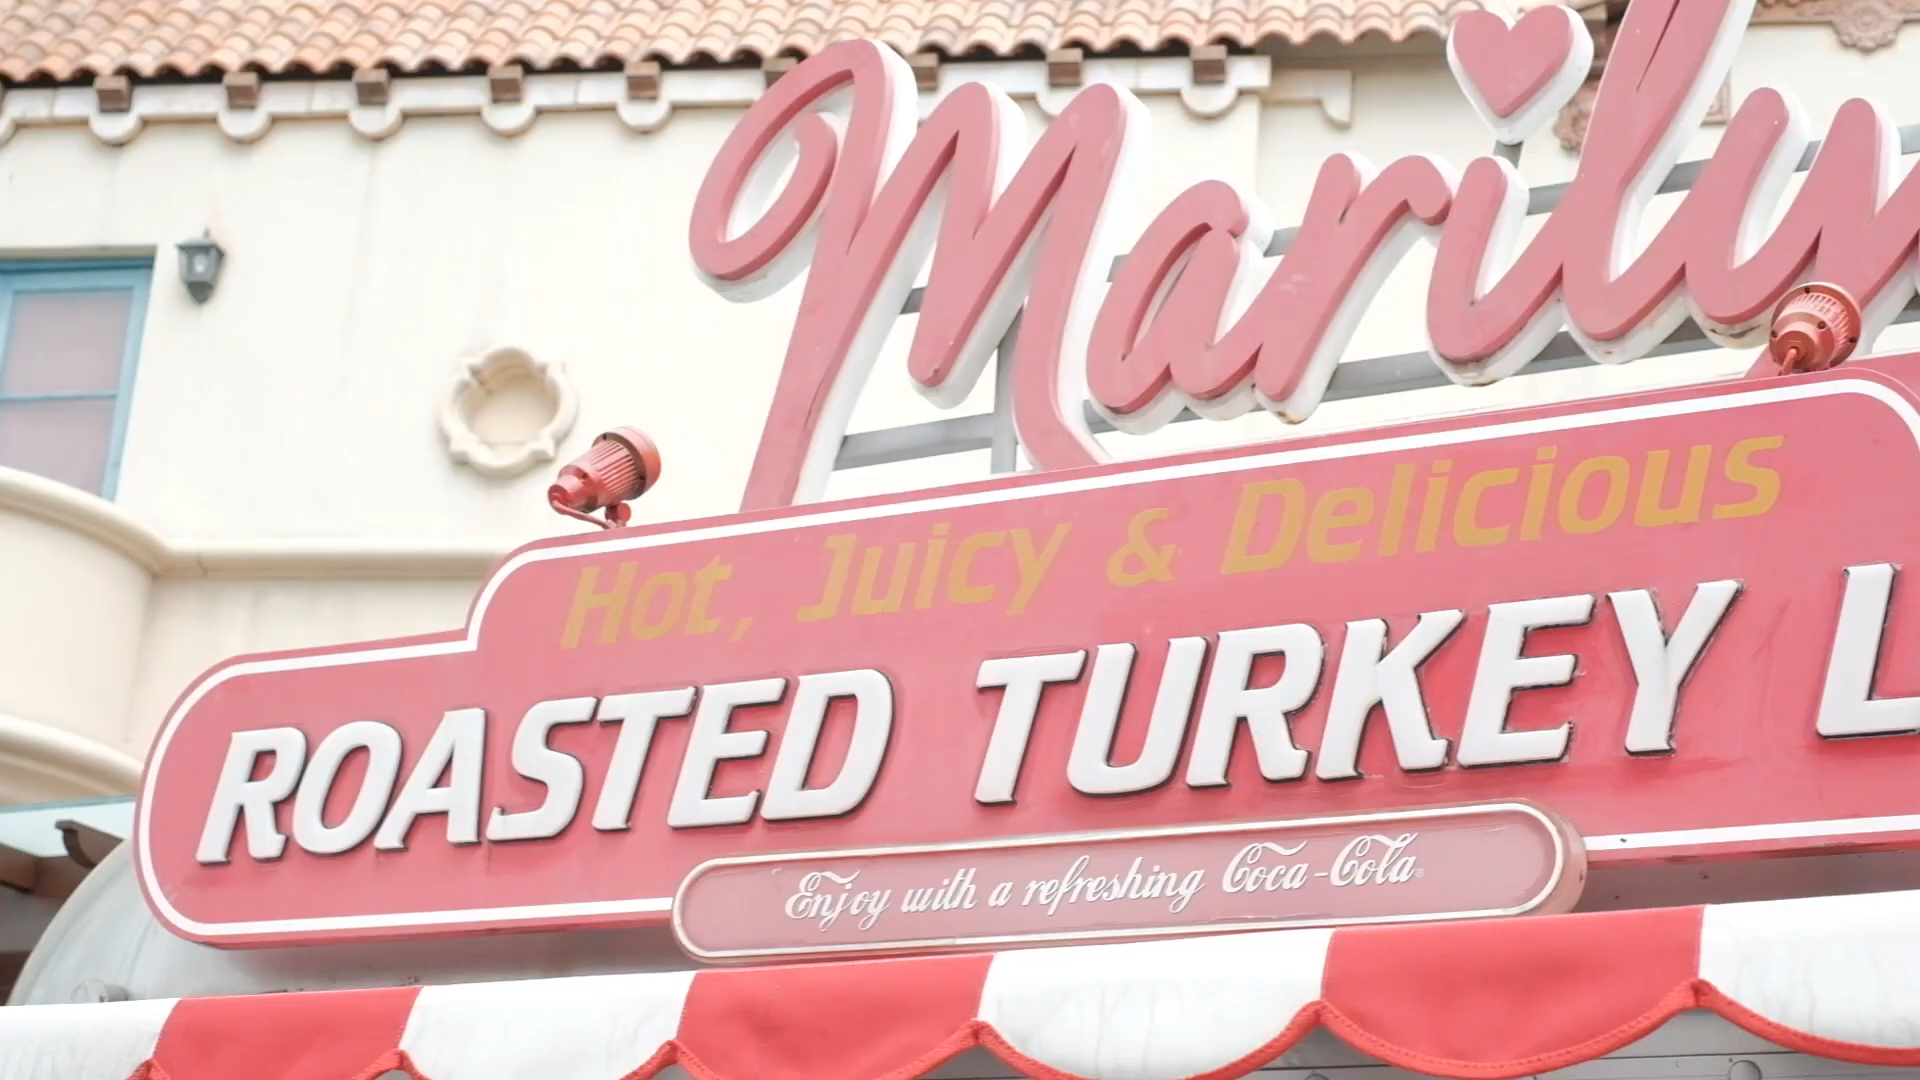 Marily
Hot, Juicy & Delicious
ROASTED TURKEY L
Enjoy with a refreshing Coca-Cola